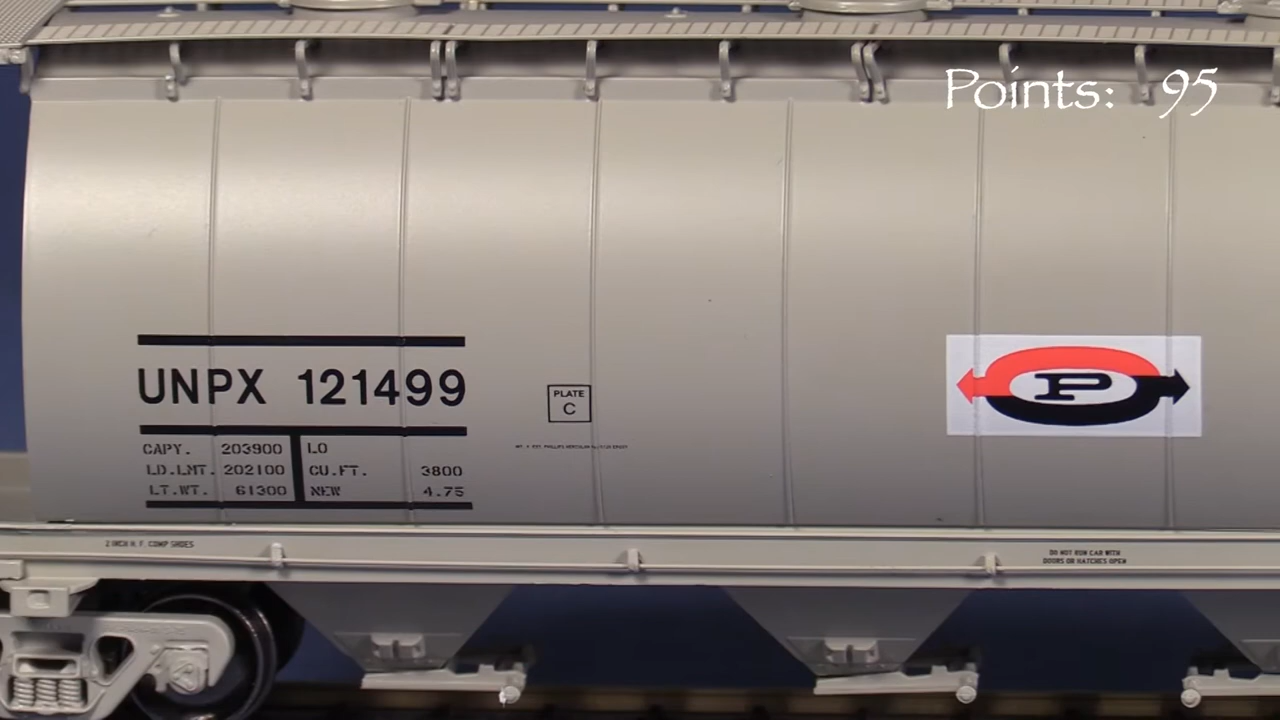 Points: 95
UNPX 121499
PLATE
C
P
CAPY. 203900 LO
LD.LMT. 202100 CU.FT. 3800
LT.WT. 61300 NEW 4.75
2 INCH H. F. COMP SHOES
DO NOT RUN CAR WITH
DOORS OR HATCHES OPEN